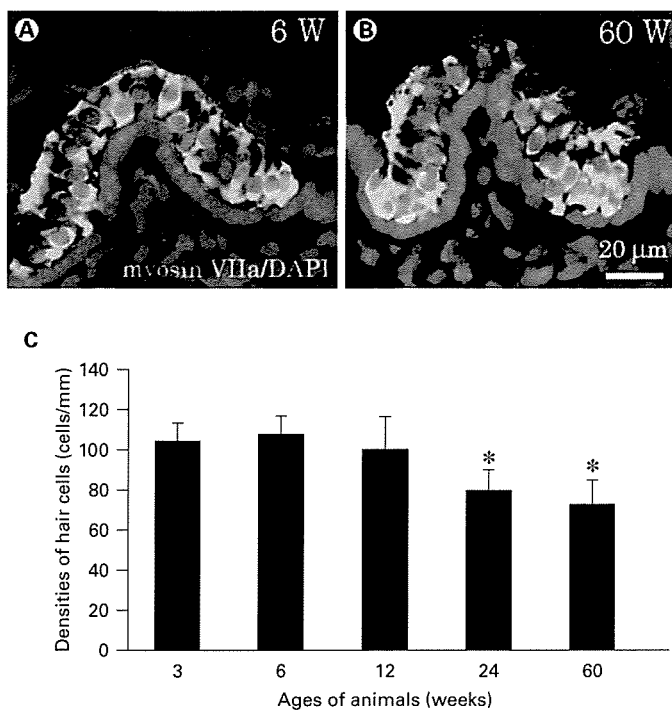 A
6 W
B
60 W
myosin VIIa/DAPI
20 μm
C
Densities of hair cells (cells/mm)
140
120
100
80
60
40
20
0
*
*
3 6 12 24 60
Ages of animals (weeks)